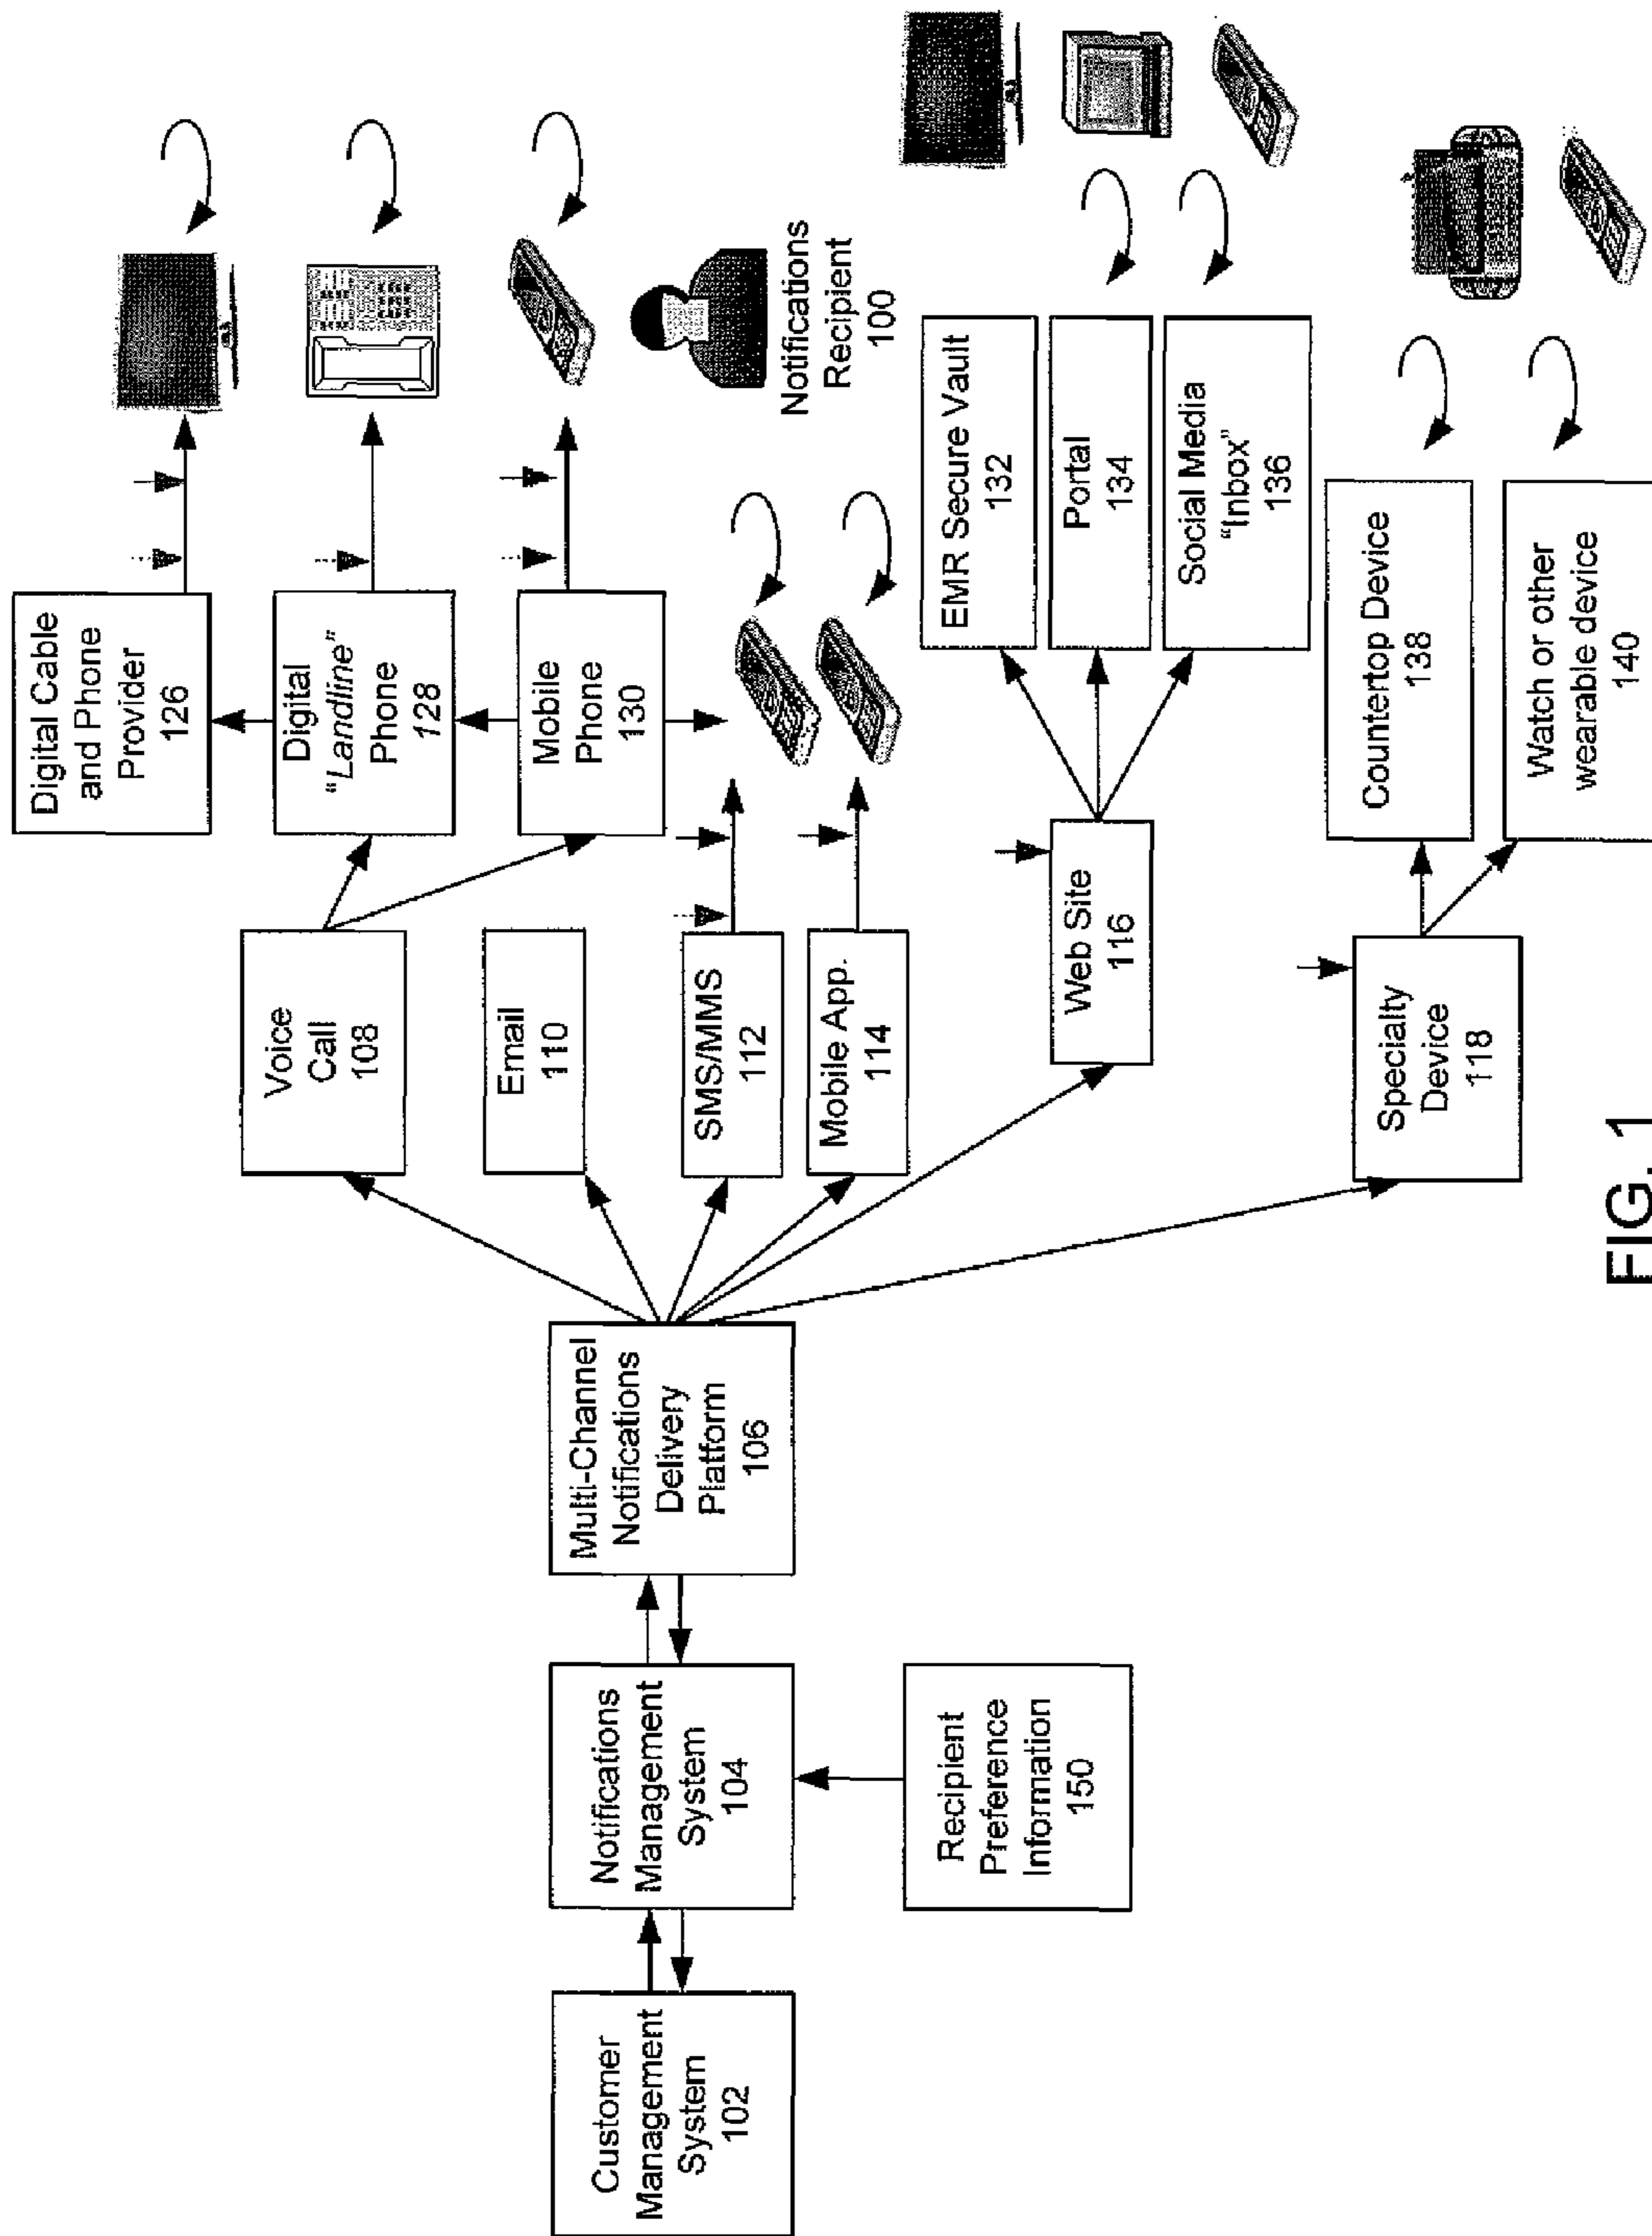 Customer
Management
System
102
Notifications
Management
System
104
Recipient
Preference
Information
150
Multi-Channel
Notifications
Delivery
Platform
106
Voice
Call
108
Email
110
SMS/MMS
112
Mobile App.
114
Web Site
116
Specialty
Device
118
Digital Cable
and Phone
Provider
126
Digital
"Landline"
Phone
128
Mobile
Phone
130
Notifications
Recipient
100
EMR Secure Vault
132
Portal
134
Social Media
"Inbox"
136
Countertop Device
138
Watch or other
wearable device
140
FIG. 1